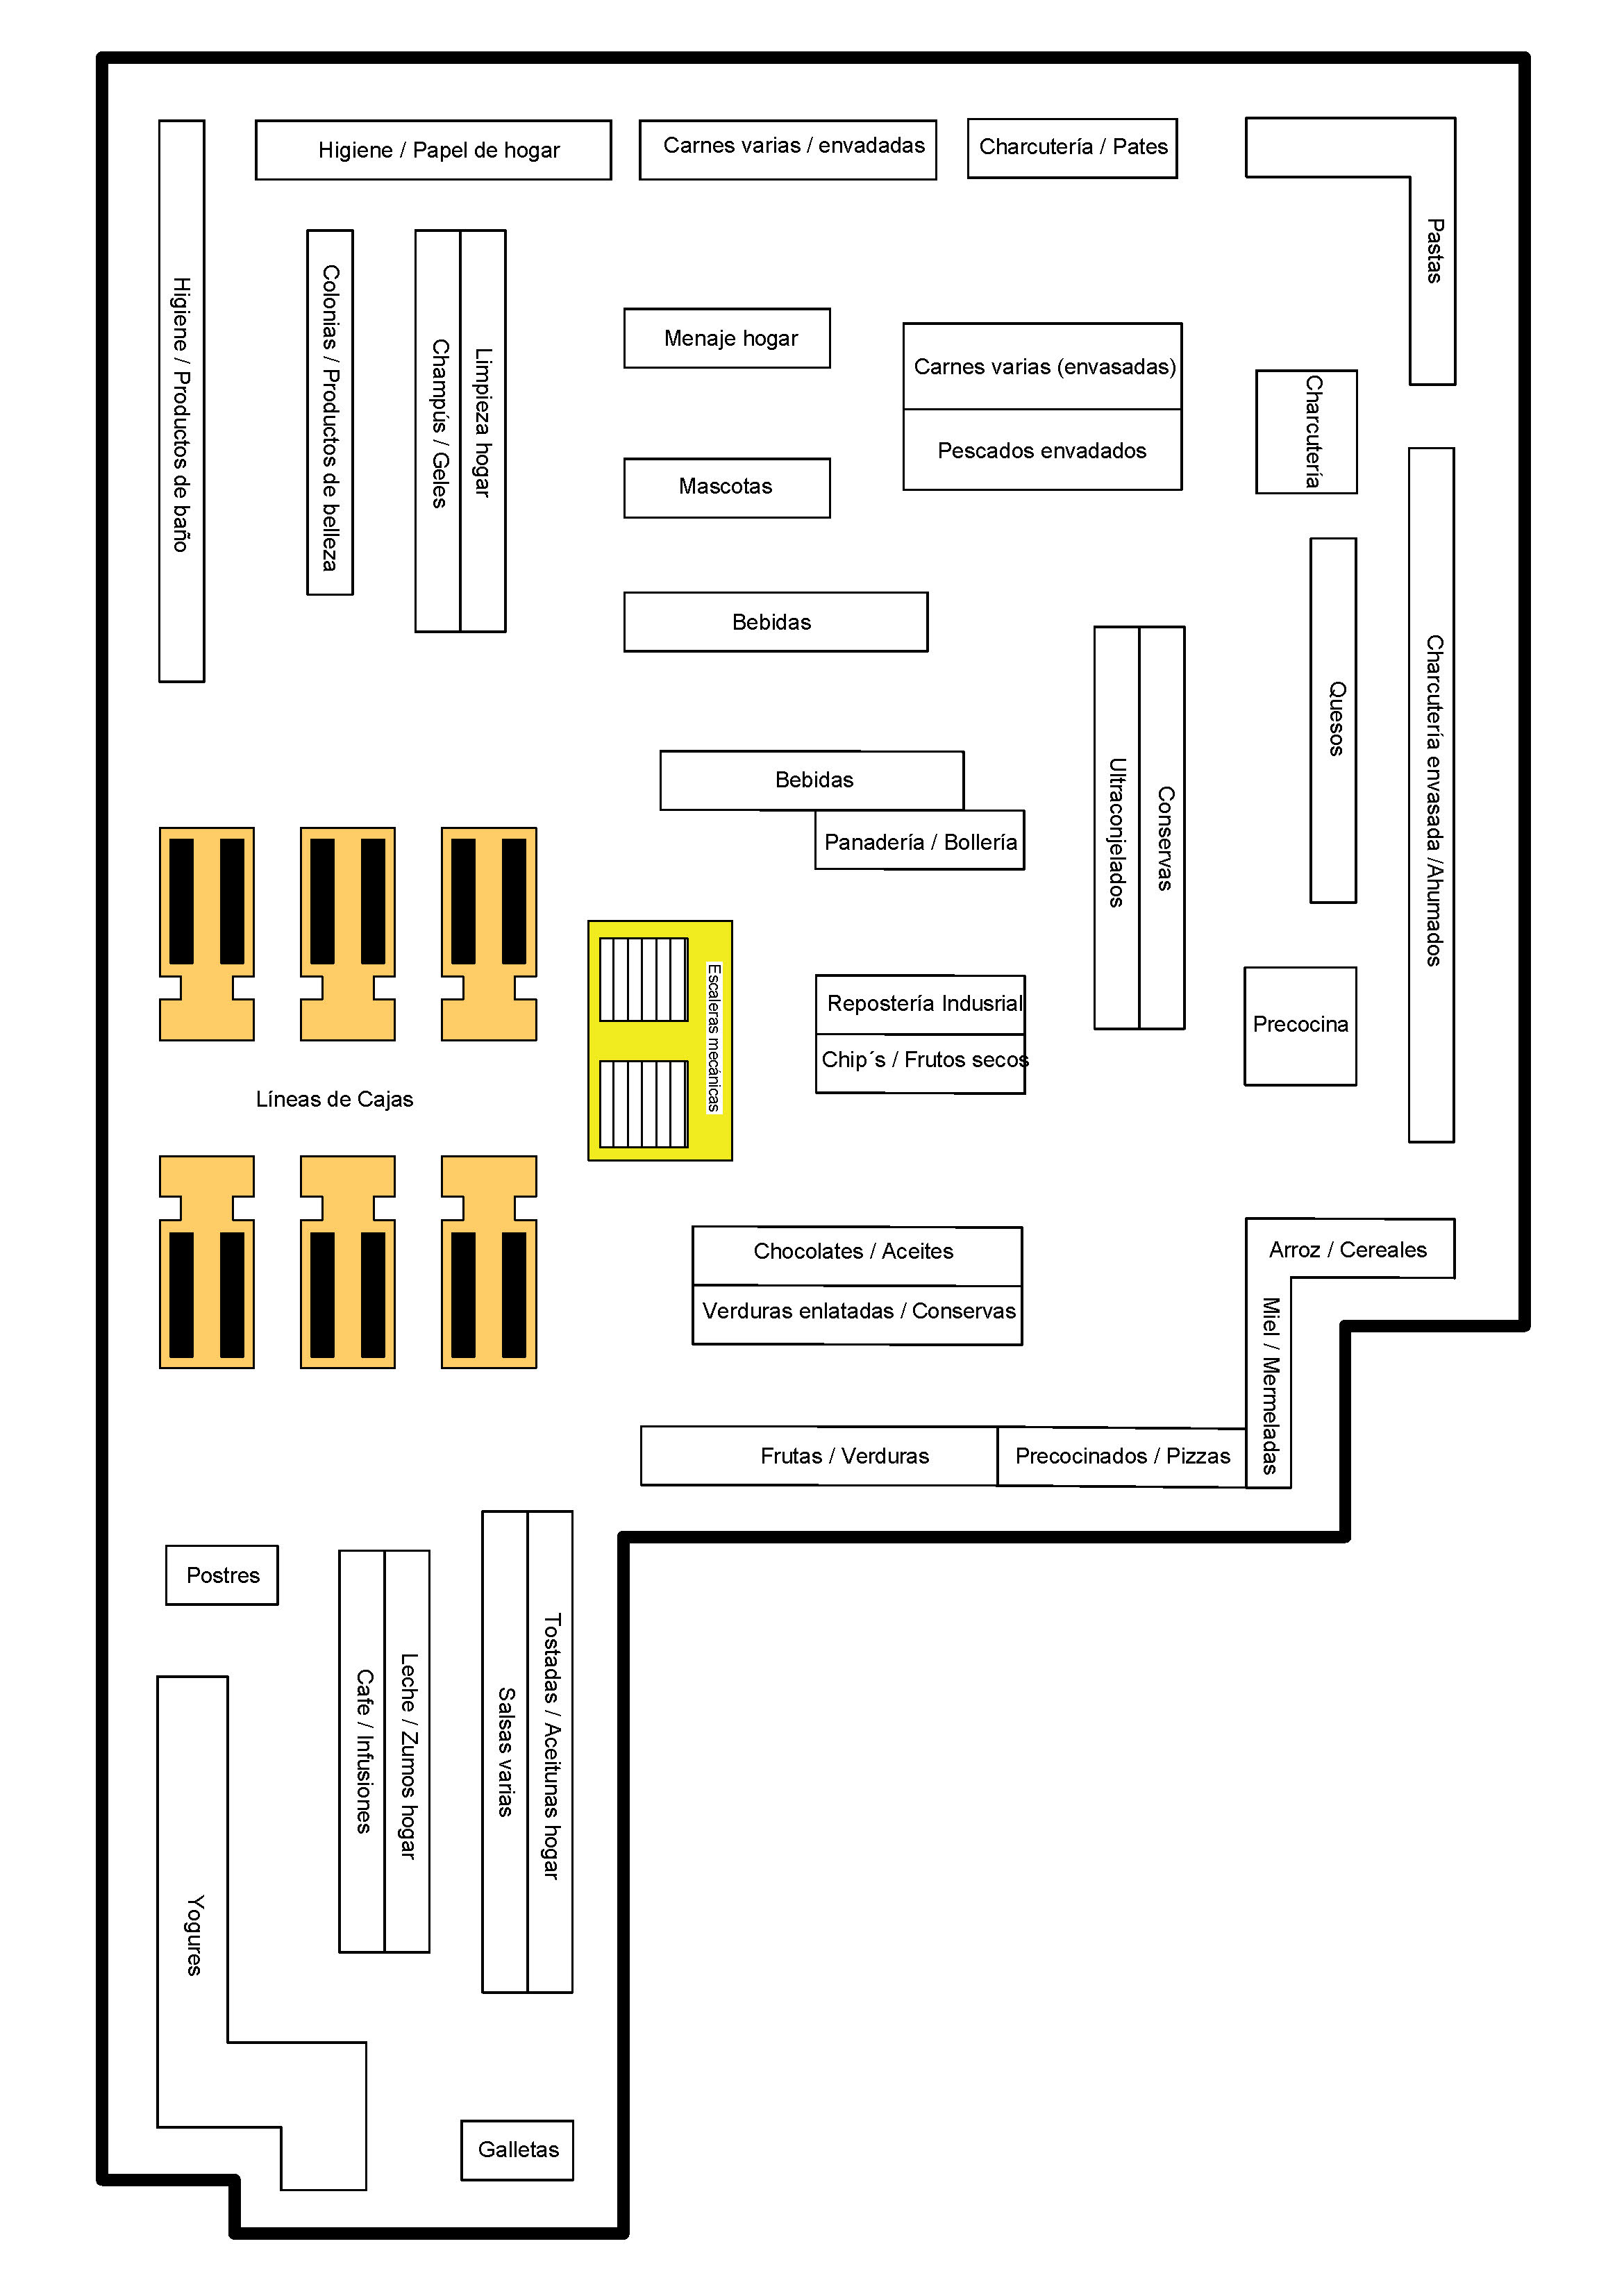 Pastas
Charcutería envasada /Ahumados
Arroz / Cereales
Charcutería
Quesos
Precocina
Miel / Mermeladas
Charcutería / Pates
Carnes varias (envasadas)
Pescados envadados
Conservas
Ultraconjelados
Precocinados / Pizzas
Carnes varias / envadadas
Menaje hogar
Mascotas
Bebidas
Bebidas
Panadería / Bollería
Repostería Indusrial
Chip´s / Frutos secos
Chocolates / Aceites
Verduras enlatadas / Conservas
Frutas / Verduras
Escaleras mecánicas
Higiene / Papel de hogar
Limpieza hogar
Champús / Geles
Colonias / Productos de belleza
Higiene / Productos de baño
Líneas de Cajas
Tostadas / Aceitunas hogar
Salsas varias
Galletas
Leche / Zumos hogar
Cafe / Infusiones
Postres
Yogures